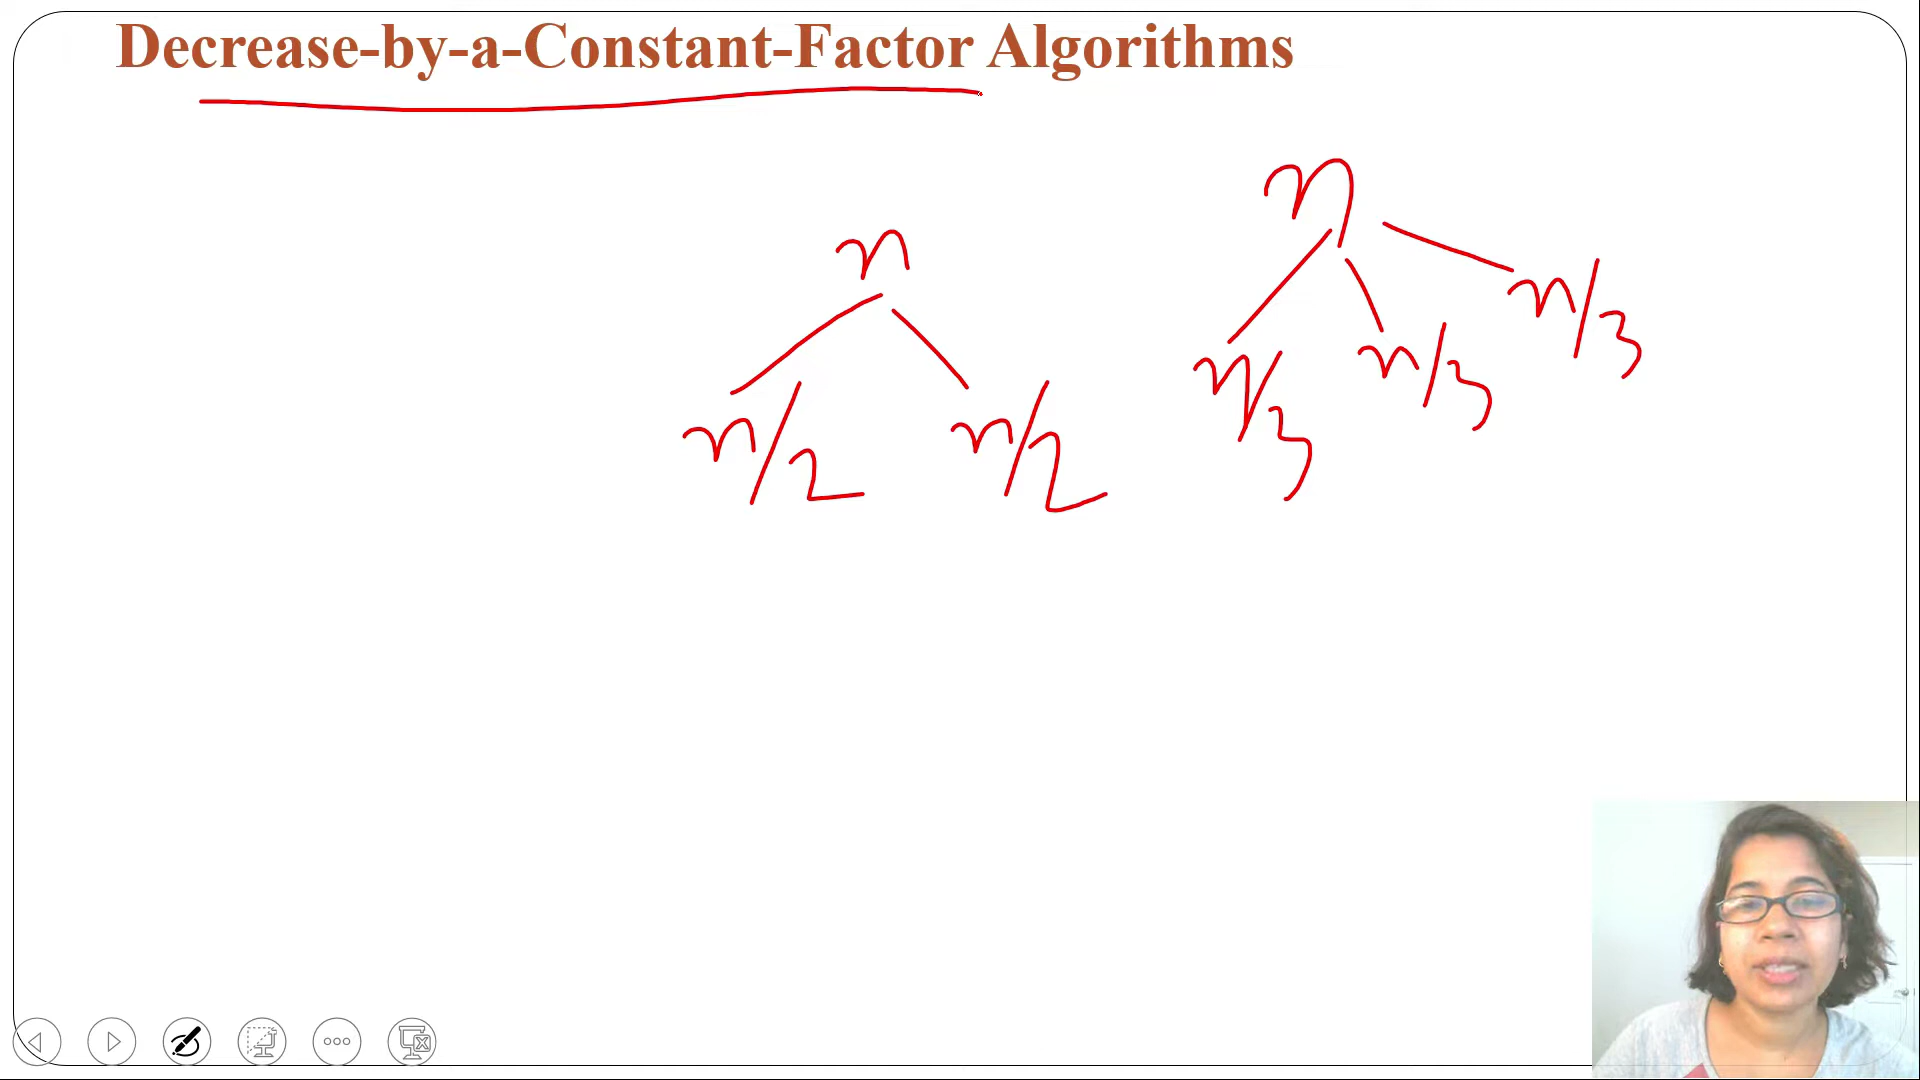 Decrease-by-a-Constant-Factor Algorithms
n
n/2 n/2
n
n/3 n/3 n/3